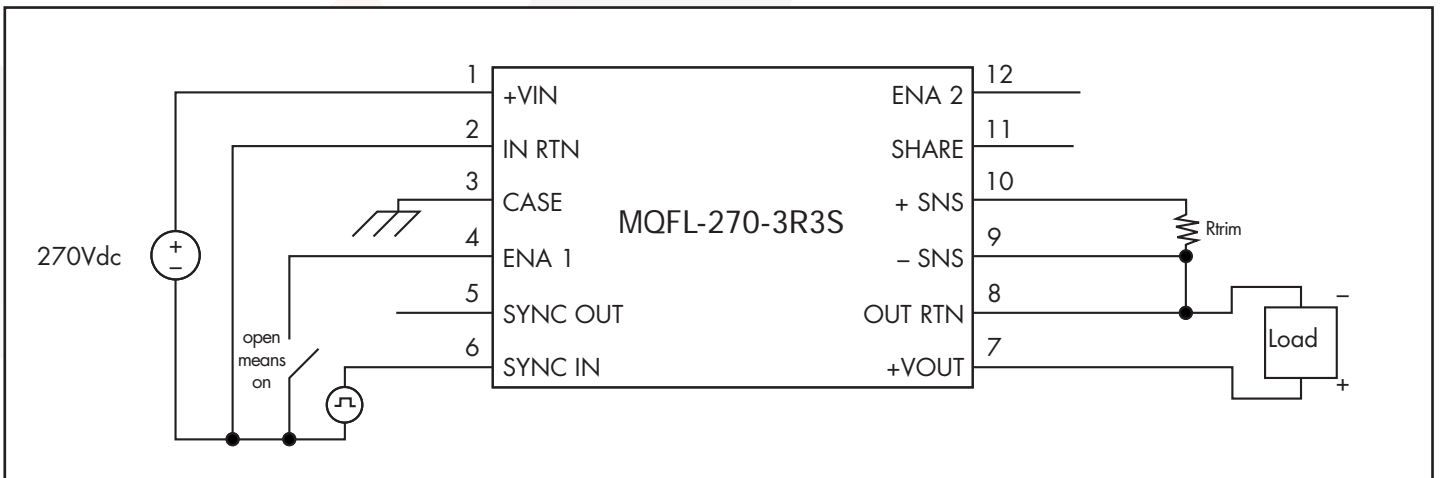 1
+VIN
2
IN RTN
3
CASE
4
ENA 1
5
SYNC OUT
6
SYNC IN
MQFL-270-3R3S
12
ENA 2
11
SHARE
10
+ SNS
9
– SNS
8
OUT RTN
7
+VOUT
270Vdc
+
–
open
means
on
Rtrim
–
Load
+